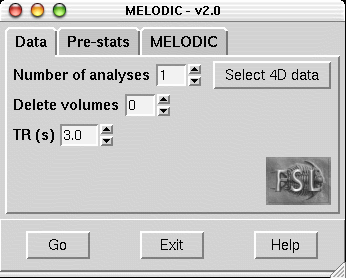 MELODIC - v2.0
Data Pre-stats MELODIC
Number of analyses 1 Select 4D data
Delete volumes 0
TR (s) 3.0
FSL
Go Exit Help